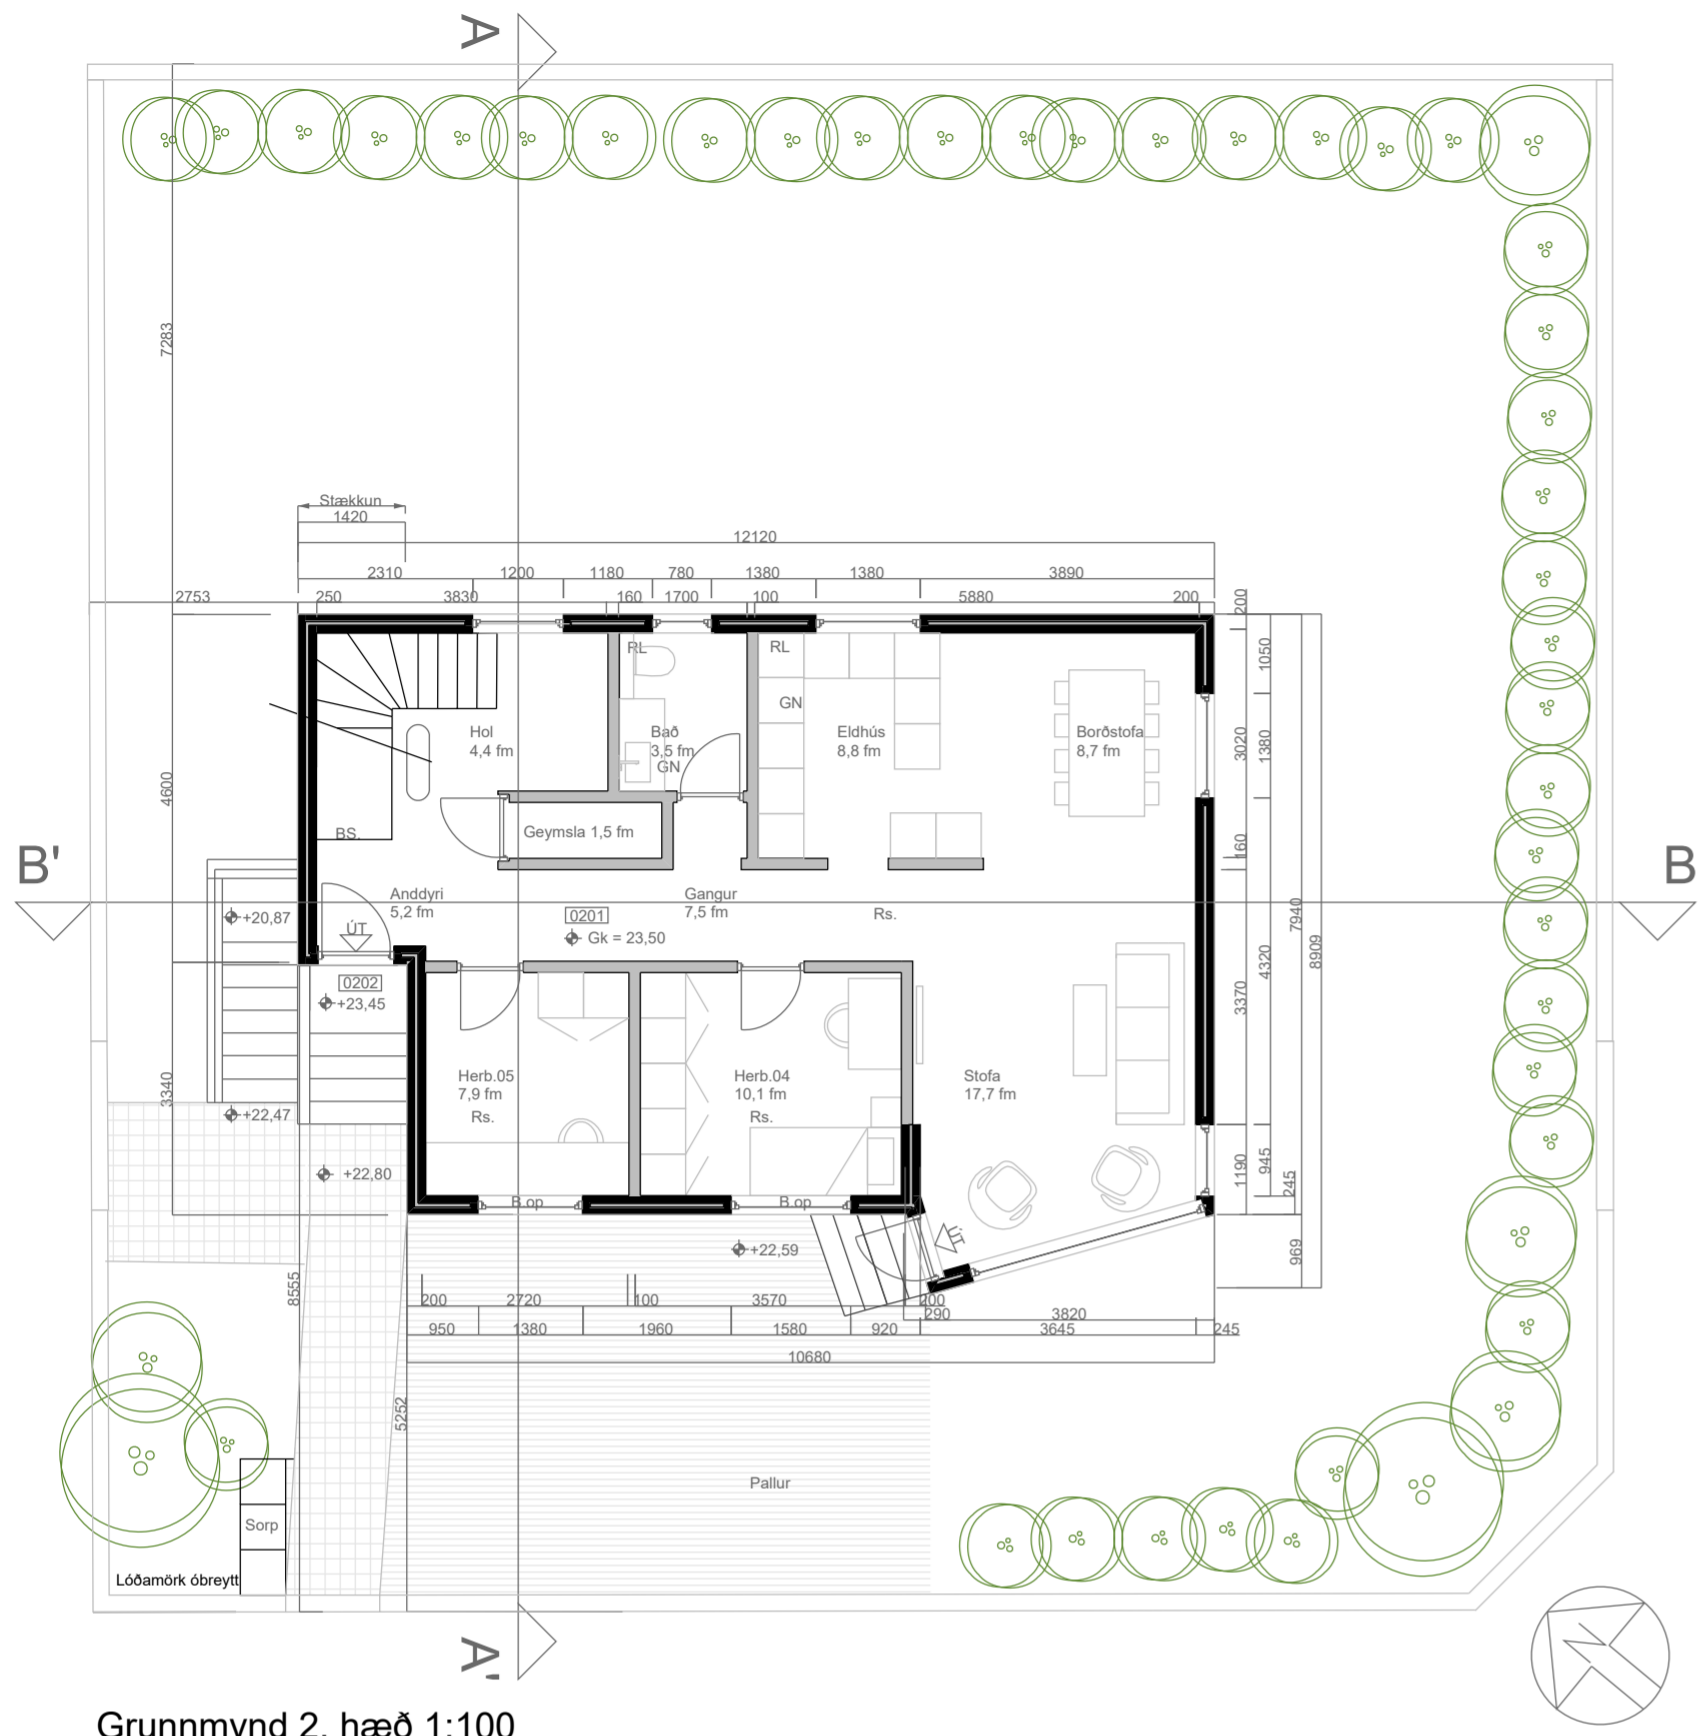 A
7283
Stækkun
1420
12120
2310
1200
1180
780
1380
1380
3890
2753
250
3830
160
1700
100
5880
200
200
RL
RL
1050
GN
Hol
4,4 fm
Bað
3,5 fm
GN
Eldhús
8,8 fm
Borðstofa
8,7 fm
3020
1380
4600
BS.
Geymsla 1,5 fm
160
B'
B
Anddyri
5,2 fm
Gangur
7,5 fm
Rs.
+20,87
ÚT
0201
Gk = 23,50
7940
8909
4320
0202
+23,45
3370
3340
Herb.05
7,9 fm
Rs.
Herb.04
10,1 fm
Rs.
Stofa
17,7 fm
+22,47
+22,80
1190
945
245
B.op
B.op
ÚT
+22,59
969
8555
200
2720
100
3570
200
290
3820
950
1380
1960
1580
920
3645
245
10680
5252
Pallur
Sorp
Lóðamörk óbreytt
A'
Grunnmynd 2. hæð 1:100